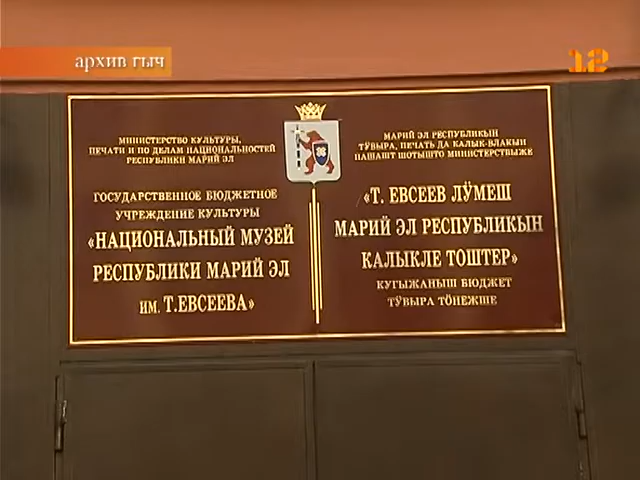 архив гыч
12
МИНИСТЕРСТВО КУЛЬТУРЫ,
ПЕЧАТИ И ПО ДЕЛАМ НАЦИОНАЛЬНОСТЕЙ
РЕСПУБЛИКИ МАРИЙ ЭЛ
ГОСУДАРСТВЕННОЕ БЮДЖЕТНОЕ
УЧРЕЖДЕНИЕ КУЛЬТУРЫ
«НАЦИОНАЛЬНЫЙ МУЗЕЙ
РЕСПУБЛИКИ МАРИЙ ЭЛ
ИМ. Т.ЕВСЕЕВА»
МАРИЙ ЭЛ РЕСПУБЛИКЫН
ТӰВЫРА, ПЕЧАТЬ ДА КАЛЫК-ВЛАКЫН
ПАШАШТ ШОТЫШТО МИНИСТЕРСТВЫЖЕ
«Т. ЕВСЕЕВ ЛӰМЕШ
МАРИЙ ЭЛ РЕСПУБЛИКЫН
КАЛЫКЛЕ ТОШТЕР»
КУГЫЖАНЫШ БЮДЖЕТ
ТӰВЫРА ТӦНЕЖШЕ